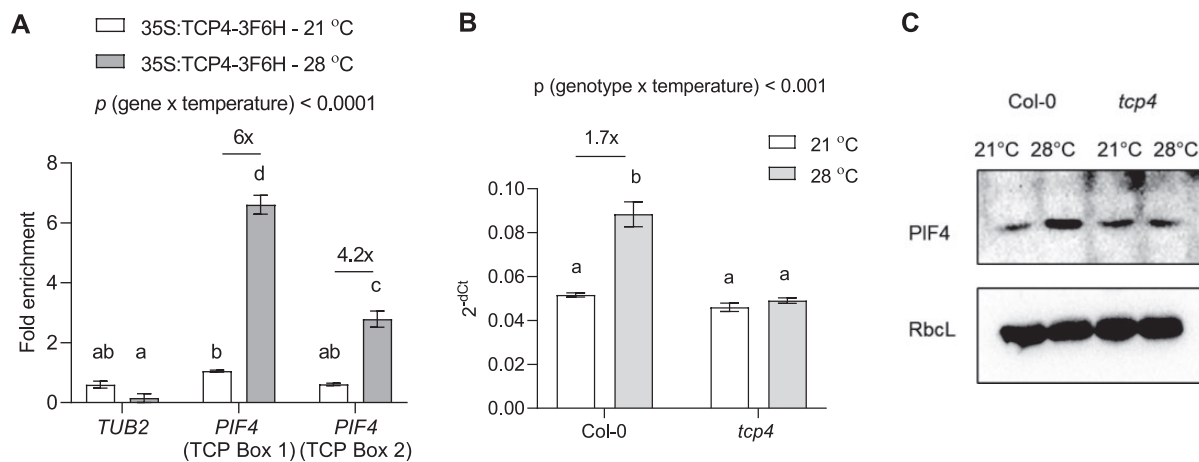 A
35S:TCP4-3F6H - 21 °C
35S:TCP4-3F6H - 28 °C
p (gene x temperature) < 0.0001
6x
d
4.2x
c
ab
a
b
ab
Fold enrichment
8
6
4
2
0
TUB2
PIF4
(TCP Box 1)
PIF4
(TCP Box 2)
B
p (genotype x temperature) < 0.001
1.7x
21 °C
28 °C
b
a
a
a
2^-dCt
0.10
0.08
0.06
0.04
0.02
0.00
Col-0
tcp4
C
Col-0
tcp4
21°C 28°C 21°C 28°C
PIF4
RbcL